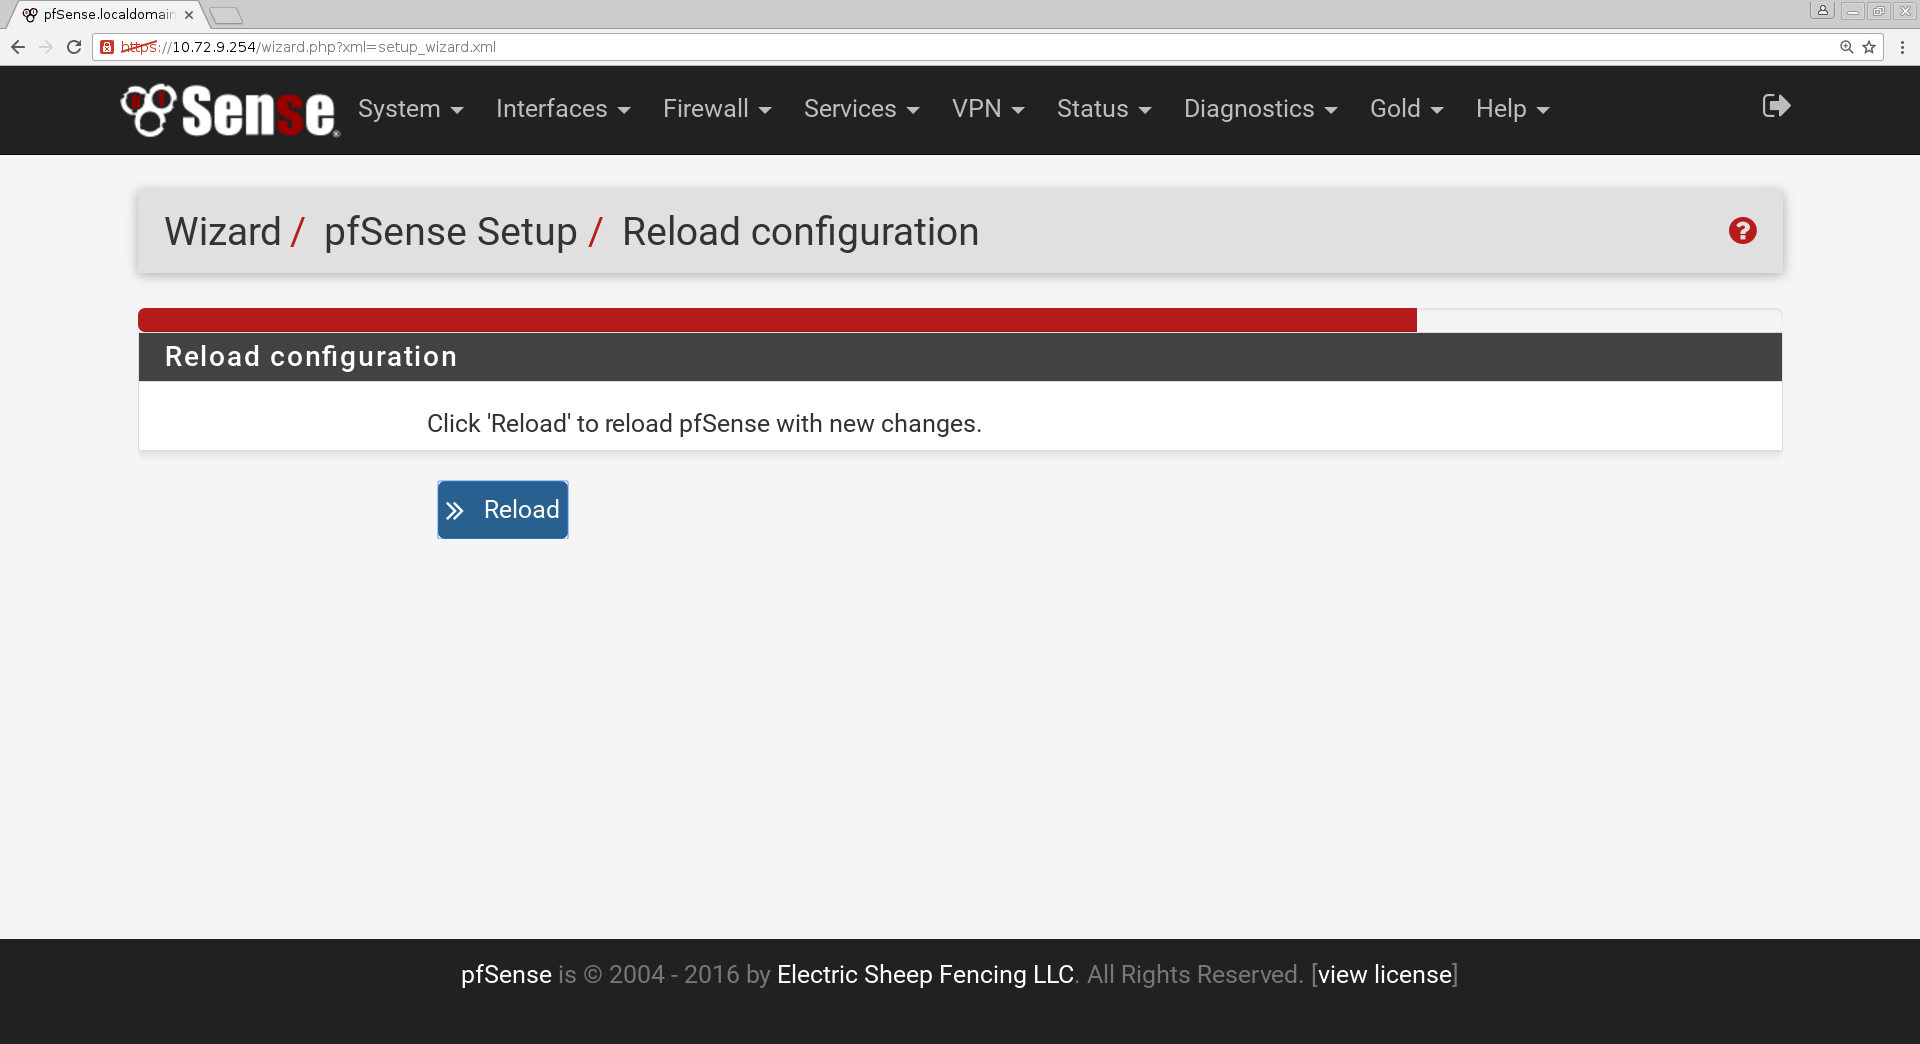 pfSense.localdomain
https://10.72.9.254/wizard.php?xml=setup_wizard.xml
pf Sense
System Interfaces Firewall Services VPN Status Diagnostics Gold Help
Wizard / pfSense Setup / Reload configuration
Reload configuration
Click 'Reload' to reload pfSense with new changes.
Reload
pfSense is © 2004 - 2016 by Electric Sheep Fencing LLC. All Rights Reserved. [view license]